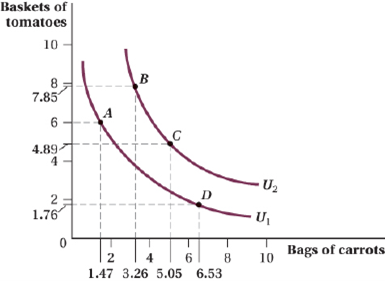 Baskets of
tomatoes
10
8
7.85
B
A
6
C
4.89
4
D
2
U2
1.76
U1
0
2 4 6 8 10
Bags of carrots
1.47 3.26 5.05 6.53